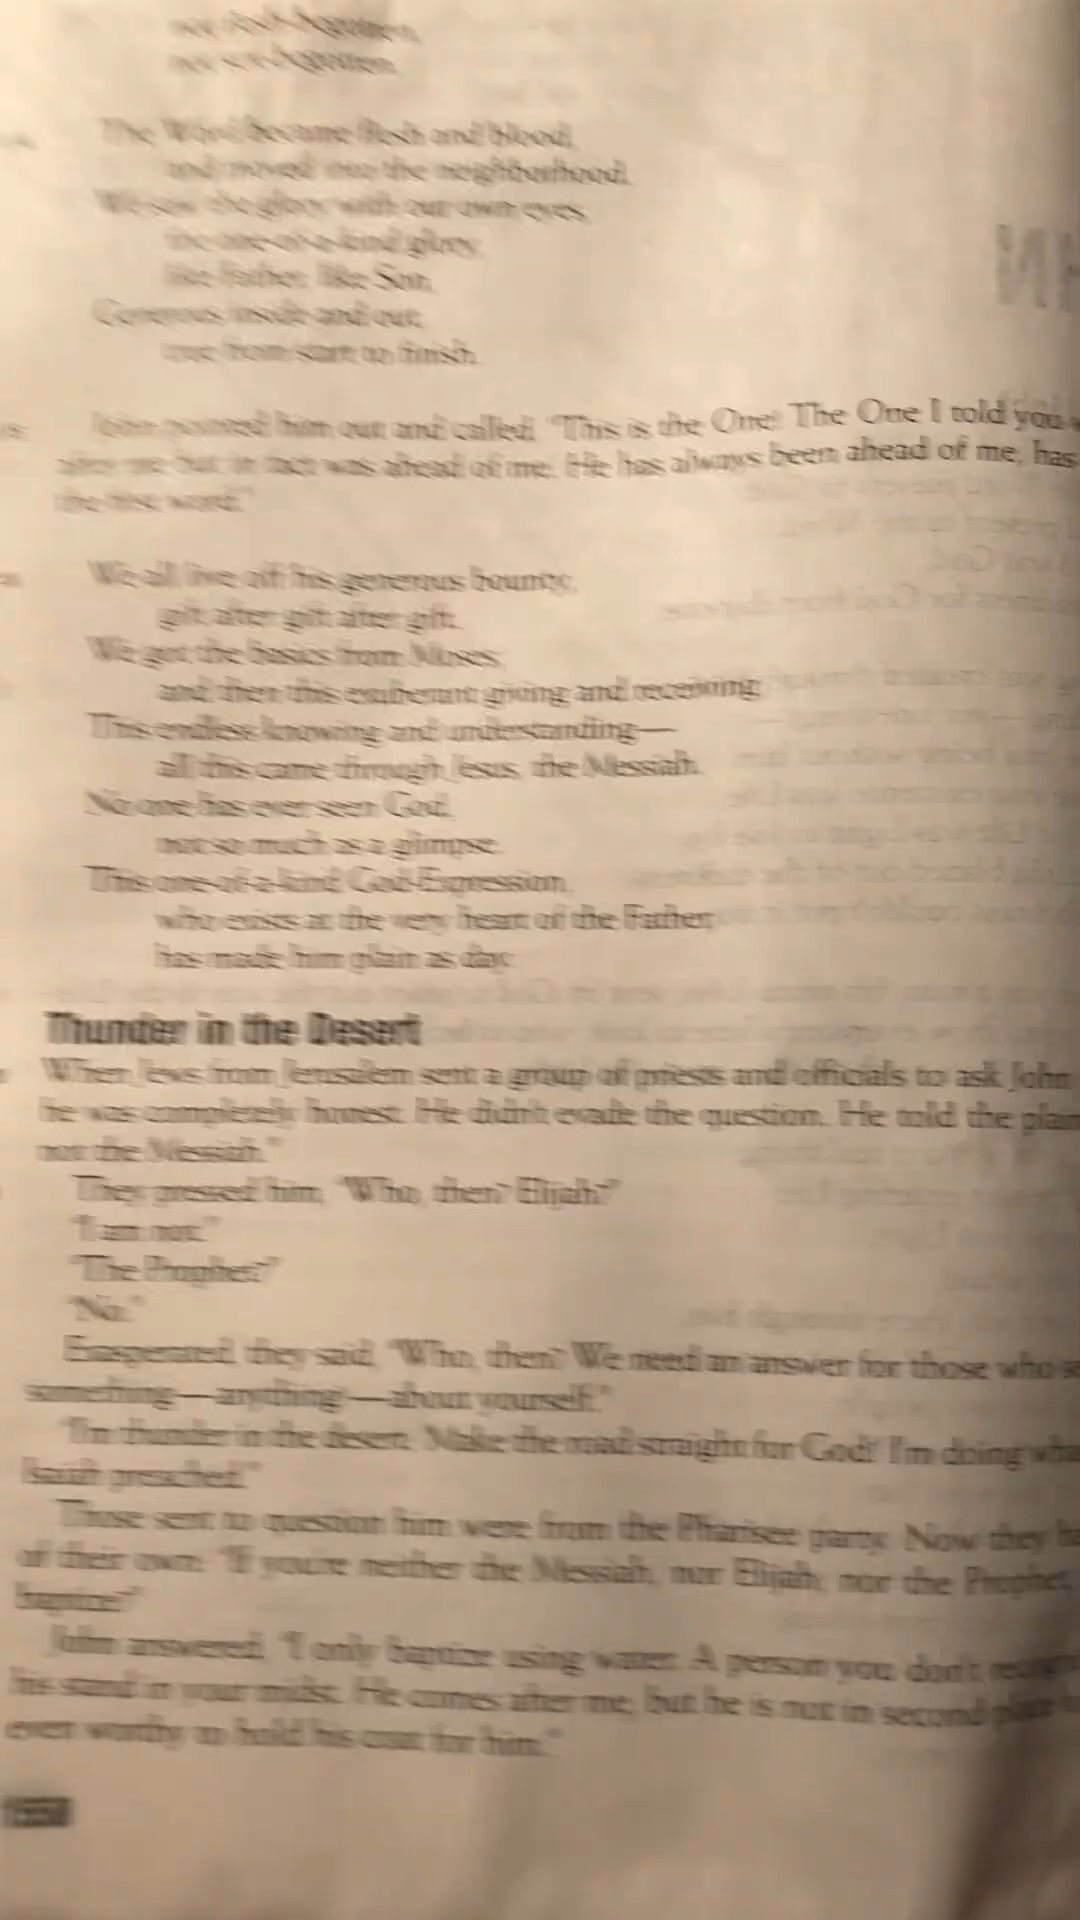 not flesh-begotten,
not sex-begotten.
The Word became flesh and blood,
and moved into the neighborhood.
We saw the glory with our own eyes,
the one-of-a-kind glory,
like Father, like Son,
Generous inside and out,
true from start to finish.
John pointed him out and called, "This is the One! The One I told you
after me but in fact was ahead of me. He has always been ahead of me, has
the first word."
We all live off his generous bounty,
gift after gift after gift.
We got the basics from Moses,
and then this exuberant giving and receiving,
This endless knowing and understanding—
all this came through Jesus, the Messiah.
No one has ever seen God,
not so much as a glimpse.
This one-of-a-kind God-Expression,
who exists at the very heart of the Father,
has made him plain as day.
Thunder in the Desert
When Jews from Jerusalem sent a group of priests and officials to ask John
he was completely honest. He didn't evade the question. He told the plain
not the Messiah."
They pressed him, "Who, then? Elijah?"
"I am not."
"The Prophet?"
"No."
Exasperated, they said, "Who, then? We need an answer for those who
something—anything!—about yourself."
"I'm thunder in the desert: 'Make the road straight for God!' I'm doing
Isaiah preached."
Those sent to question him were from the Pharisee party. Now they
of their own: "If you're neither the Messiah, nor Elijah, nor the Prophet,
baptize?"
John answered, "I only baptize using water. A person you don't
his stand in your midst. He comes after me, but he is not in second place
even worthy to hold his coat for him."